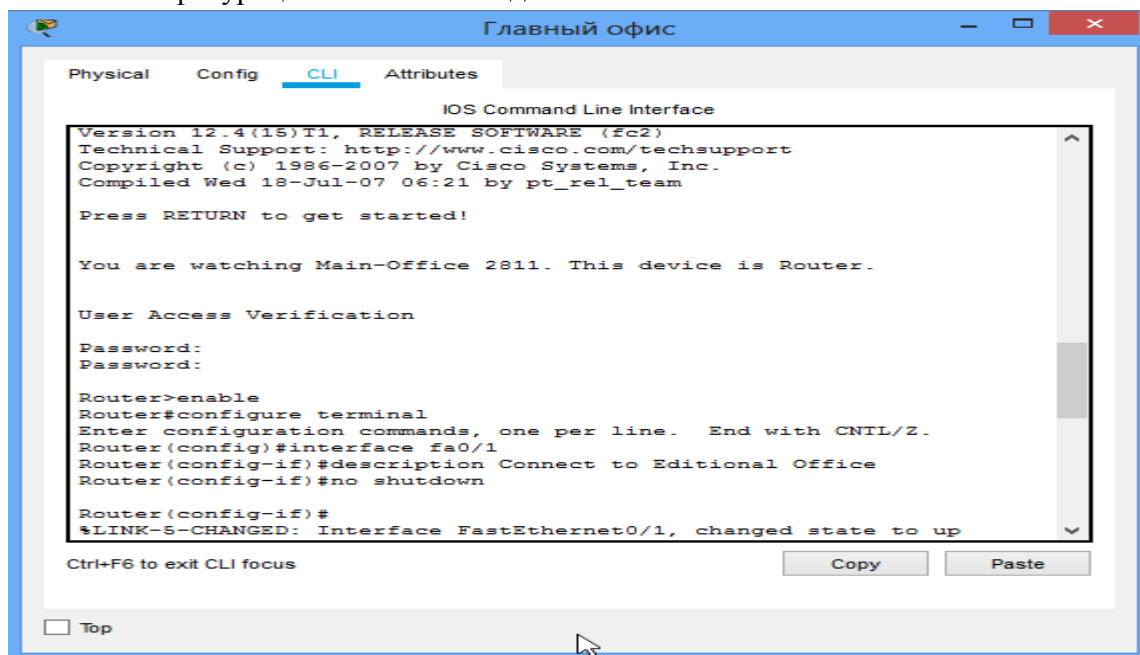 Главный офис
Physical Config CLI Attributes
IOS Command Line Interface
Version 12.4(15)T1, RELEASE SOFTWARE (fc2)
Technical Support: http://www.cisco.com/techsupport
Copyright (c) 1986-2007 by Cisco Systems, Inc.
Compiled Wed 18-Jul-07 06:21 by pt_rel_team
Press RETURN to get started!
You are watching Main-Office 2811. This device is Router.
User Access Verification
Password:
Password:
Router>enable
Router#configure terminal
Enter configuration commands, one per line. End with CNTL/Z.
Router(config)#interface fa0/1
Router(config-if)#description Connect to Editional Office
Router(config-if)#no shutdown
Router(config-if)#
%LINK-5-CHANGED: Interface FastEthernet0/1, changed state to up
Ctrl+F6 to exit CLI focus
Copy Paste
Top